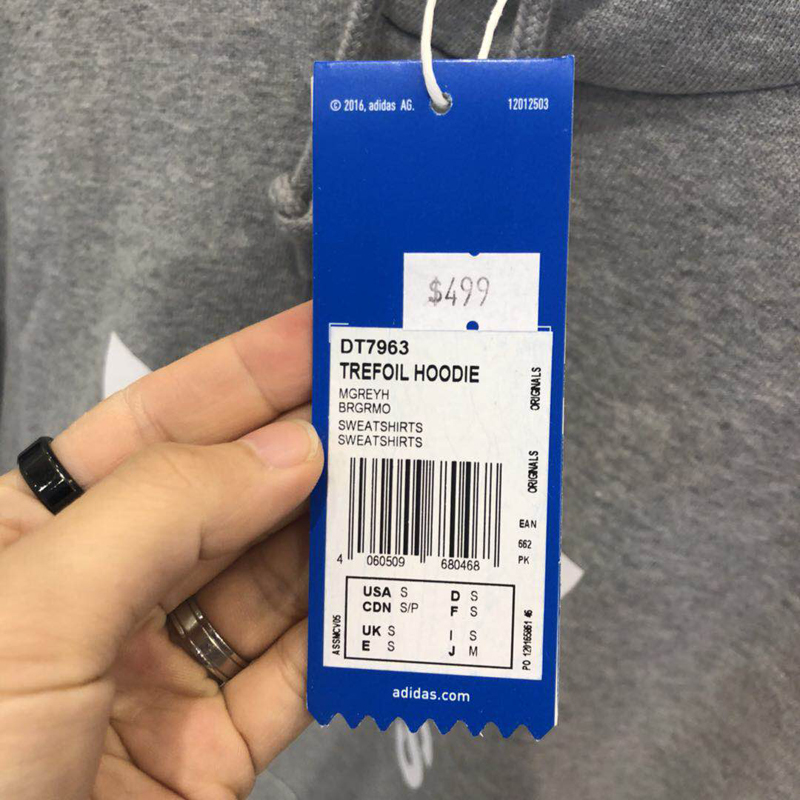 © 2016, adidas AG. 12012503
$499
DT7963
TREFOIL HOODIE
MGREYH
BRGRMO
SWEATSHIRTS
SWEATSHIRTS
ORIGINALS
ORIGINALS
EAN
662
PK
4 060509 680468
USA S D S
CDN S/P F S
UK S I S
E S J M
ASSMCV05
adidas.com